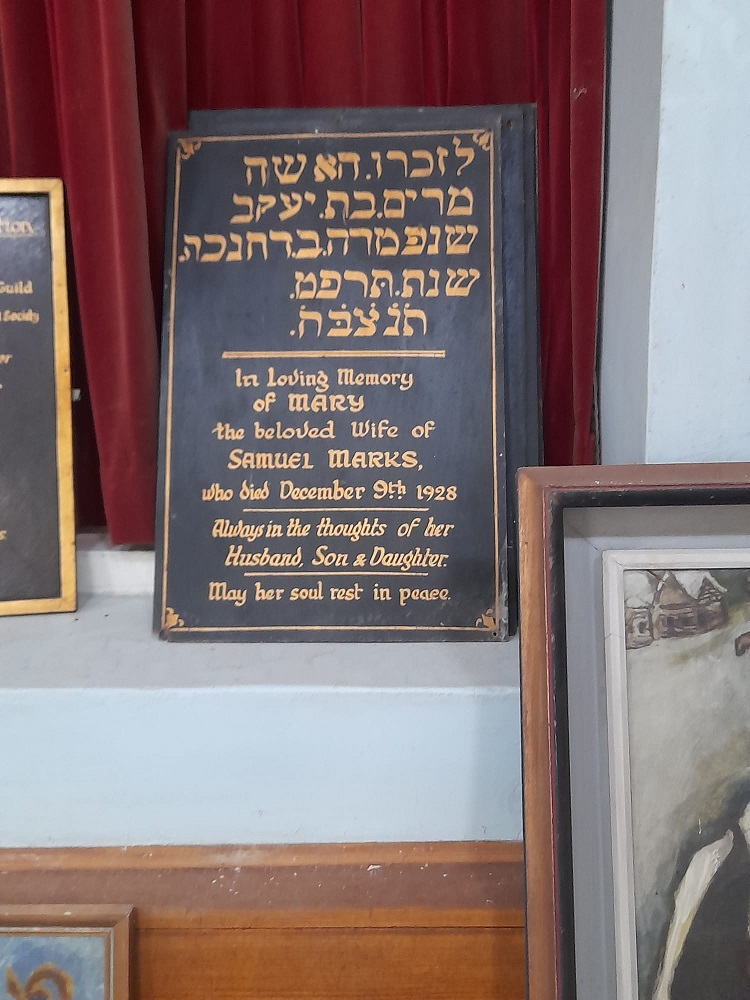 לזכרו.האשה
מרים.בת.יעקב
שנפטרה.ב.ד.חנכה.
שנת.תרפט.
תנצבה.
In Loving Memory
of MARY
the beloved Wife of
SAMUEL MARKS,
who died December 9th 1928
Always in the thoughts of her
Husband, Son & Daughter.
May her soul rest in peace.
Guild
Society